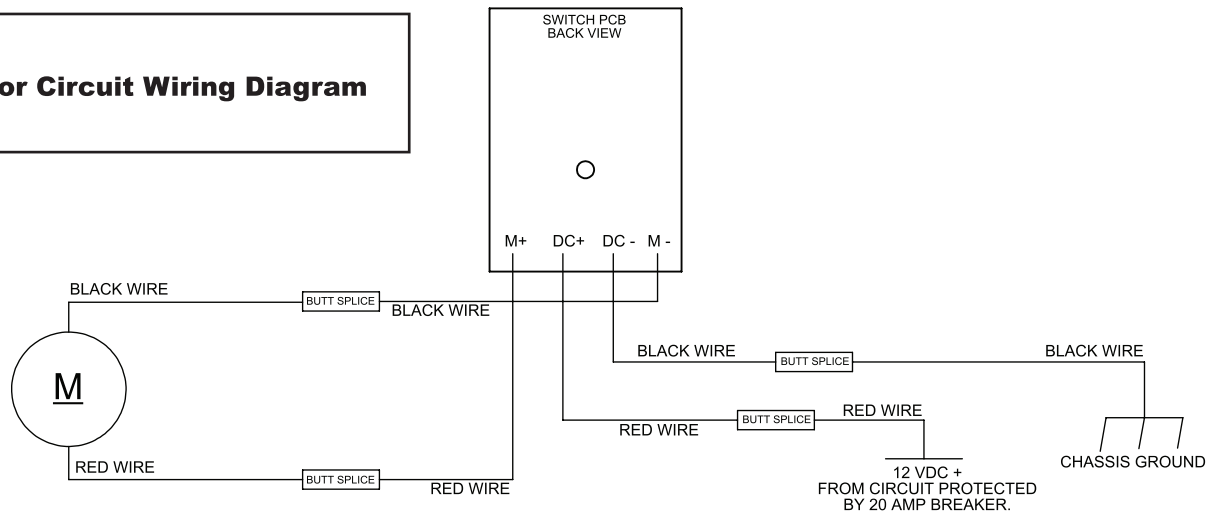 or Circuit Wiring Diagram
SWITCH PCB
BACK VIEW
M+ DC+ DC - M -
BLACK WIRE
BUTT SPLICE
BLACK WIRE
BLACK WIRE
BUTT SPLICE
BLACK WIRE
M
RED WIRE
BUTT SPLICE
RED WIRE
RED WIRE
BUTT SPLICE
RED WIRE
12 VDC +
FROM CIRCUIT PROTECTED
BY 20 AMP BREAKER.
CHASSIS GROUND